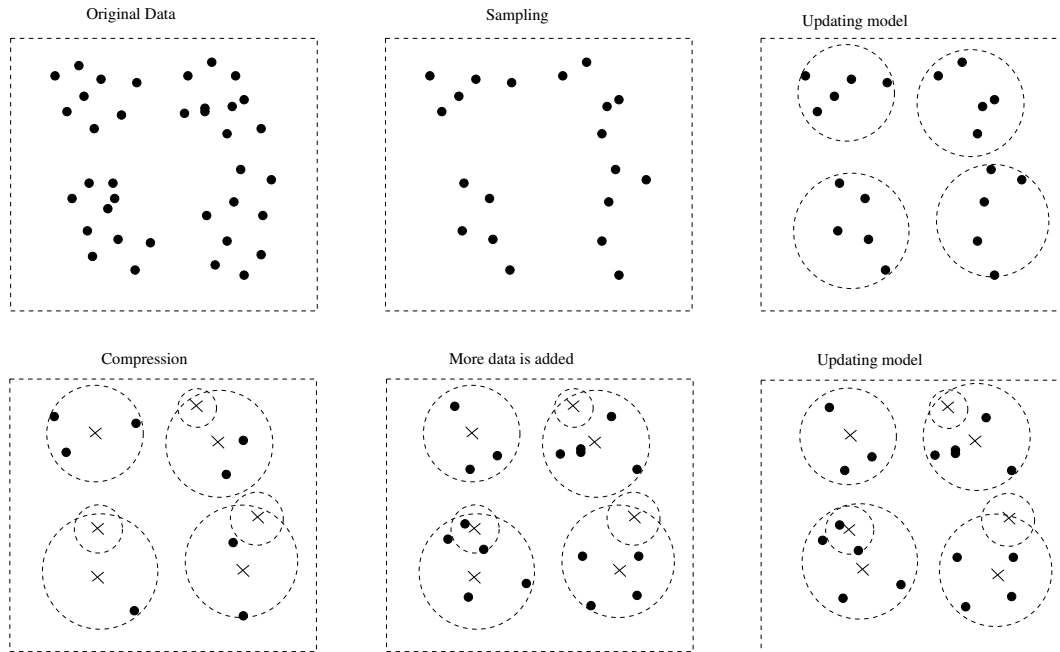 Original Data
Sampling
Updating model
Compression
More data is added
Updating model